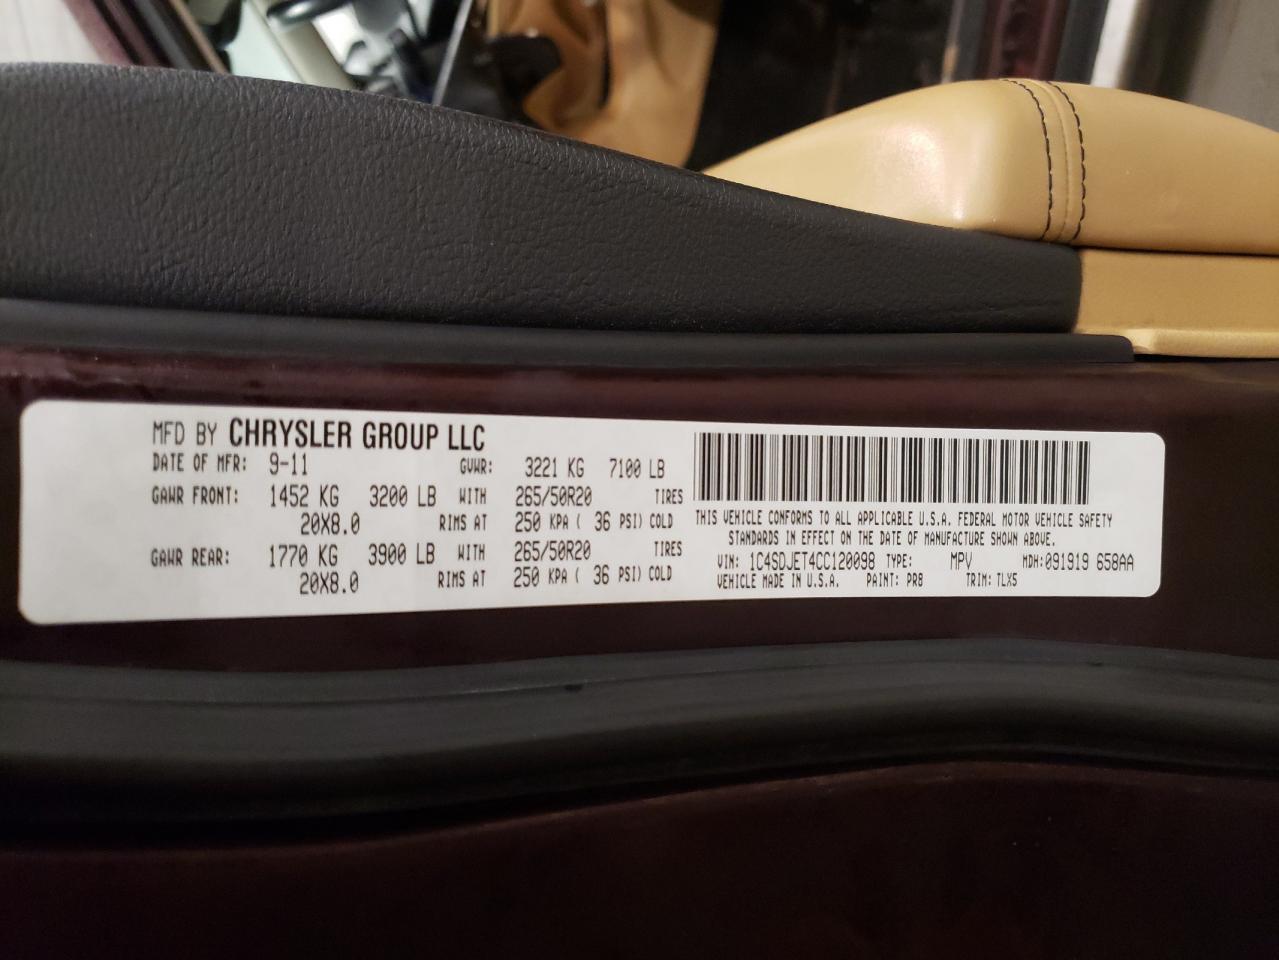 MFD BY CHRYSLER GROUP LLC
DATE OF MFR: 9-11 GVWR: 3221 KG 7100 LB
GAWR FRONT: 1452 KG 3200 LB WITH 265/50R20 TIRES
20X8.0 RIMS AT 250 KPA ( 36 PSI) COLD
GAWR REAR: 1770 KG 3900 LB WITH 265/50R20 TIRES
20X8.0 RIMS AT 250 KPA ( 36 PSI) COLD
THIS VEHICLE CONFORMS TO ALL APPLICABLE U.S.A. FEDERAL MOTOR VEHICLE SAFETY
STANDARDS IN EFFECT ON THE DATE OF MANUFACTURE SHOWN ABOVE.
VIN: 1C4SDJET4CC120098 TYPE: MPV MDH:091919 658AA
VEHICLE MADE IN U.S.A. PAINT: PR8 TRIM: TLX5